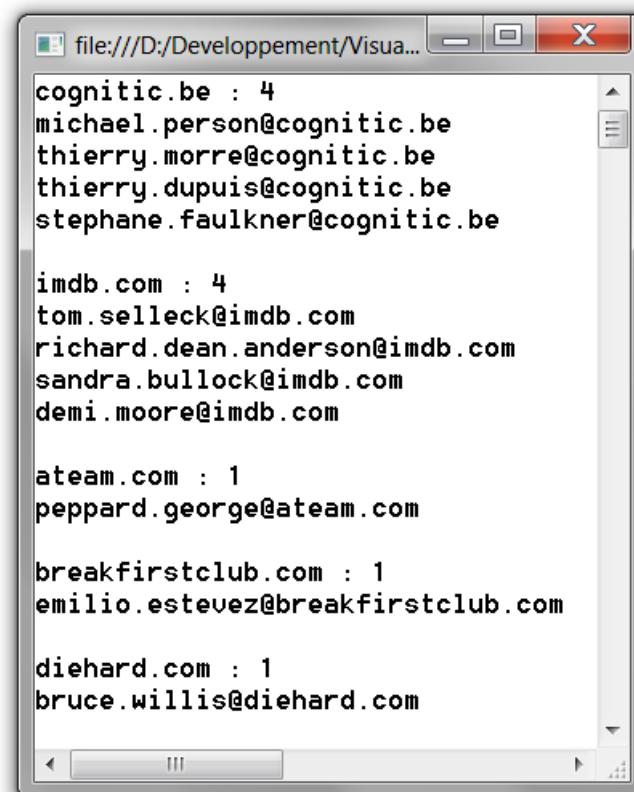 file:///D:/Developpement/Visua...
cognitic.be : 4
michael.person@cognitic.be
thierry.morre@cognitic.be
thierry.dupuis@cognitic.be
stephane.faulkner@cognitic.be
imdb.com : 4
tom.selleck@imdb.com
richard.dean.anderson@imdb.com
sandra.bullock@imdb.com
demi.moore@imdb.com
ateam.com : 1
peppard.george@ateam.com
breakfirstclub.com : 1
emilio.estevez@breakfirstclub.com
diehard.com : 1
bruce.willis@diehard.com